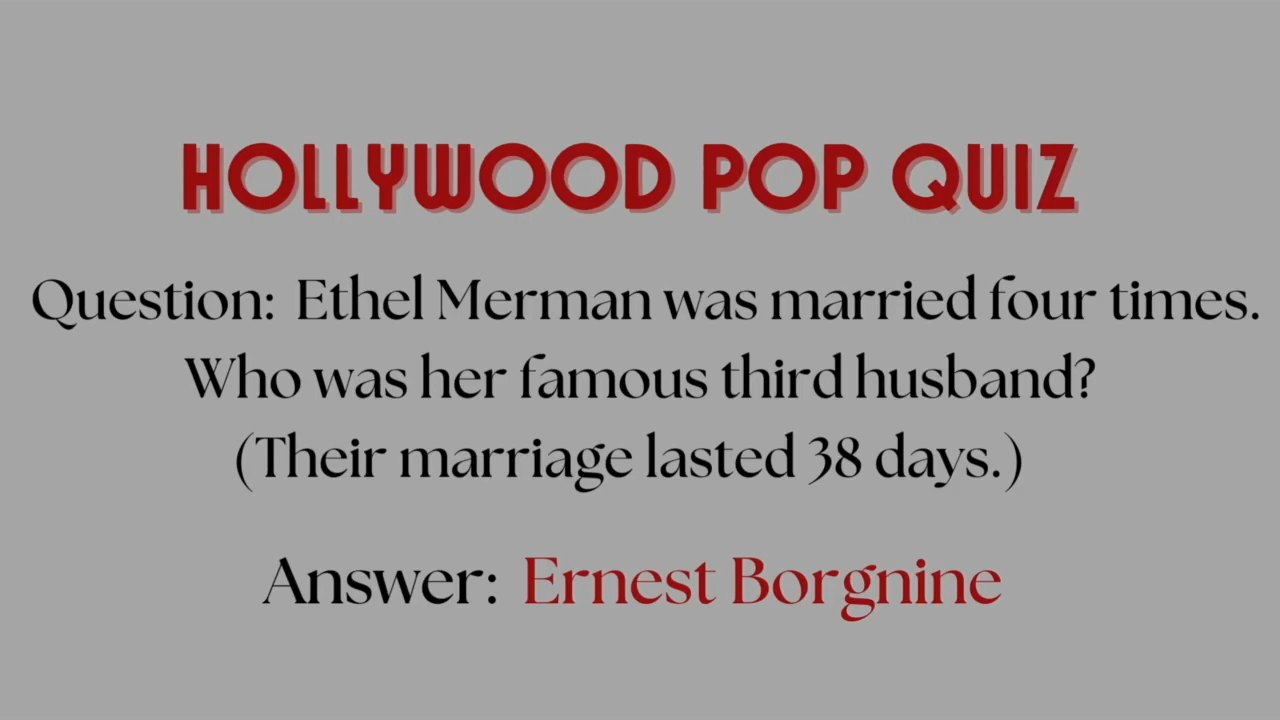 HOLLYWOOD POP QUIZ
Question: Ethel Merman was married four times.
Who was her famous third husband?
(Their marriage lasted 38 days.)
Answer: Ernest Borgnine